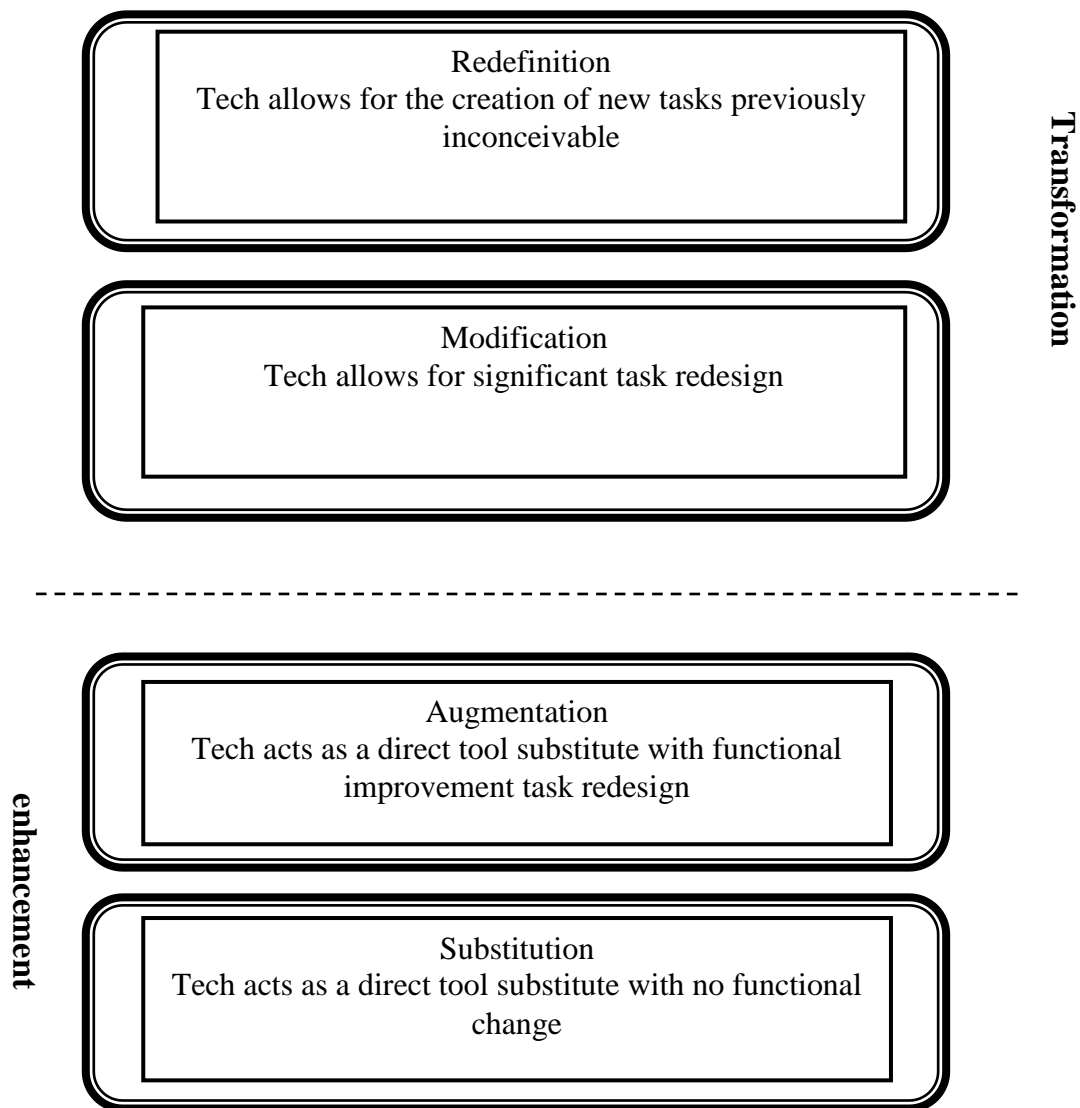 Redefinition
Tech allows for the creation of new tasks previously
inconceivable
Transformation
Modification
Tech allows for significant task redesign
Augmentation
Tech acts as a direct tool substitute with functional
improvement task redesign
enhancement
Substitution
Tech acts as a direct tool substitute with no functional
change